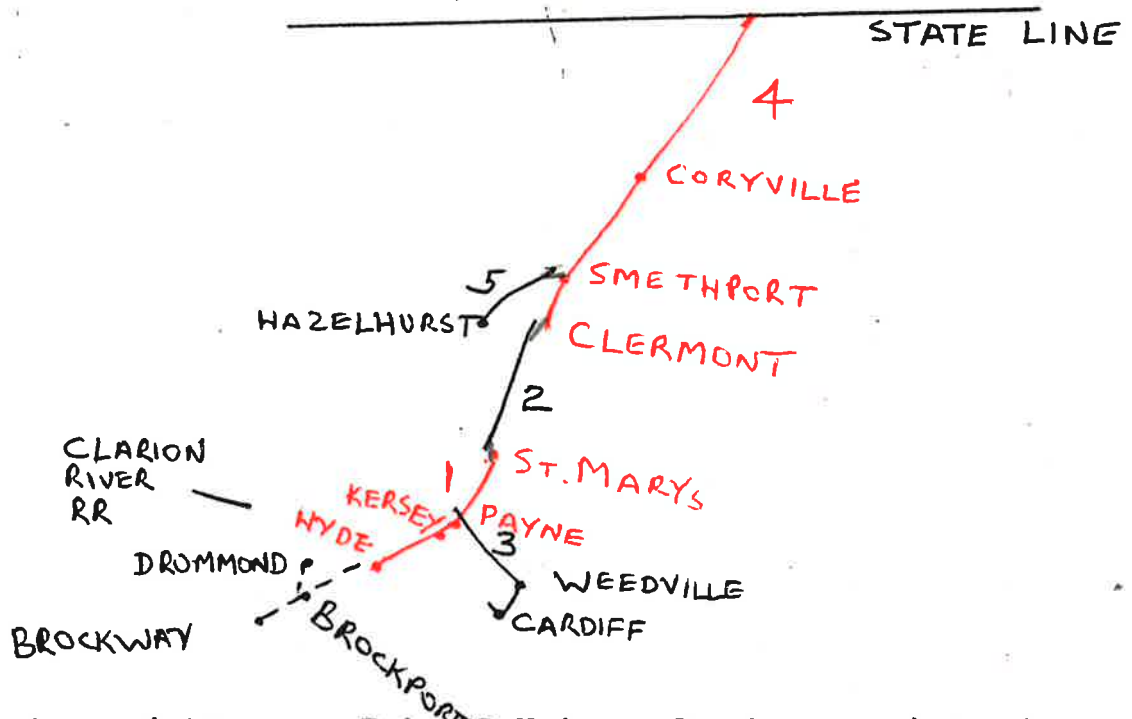 STATE LINE
4
CORYVILLE
5
SMETHPORT
HAZELHURST
CLERMONT
2
CLARION
RIVER
RR
1
ST. MARYS
KERSEY
PAYNE
HYDE
3
DRUMMOND
WEEDVILLE
CARDIFF
BROCKWAY
BROCKPORT